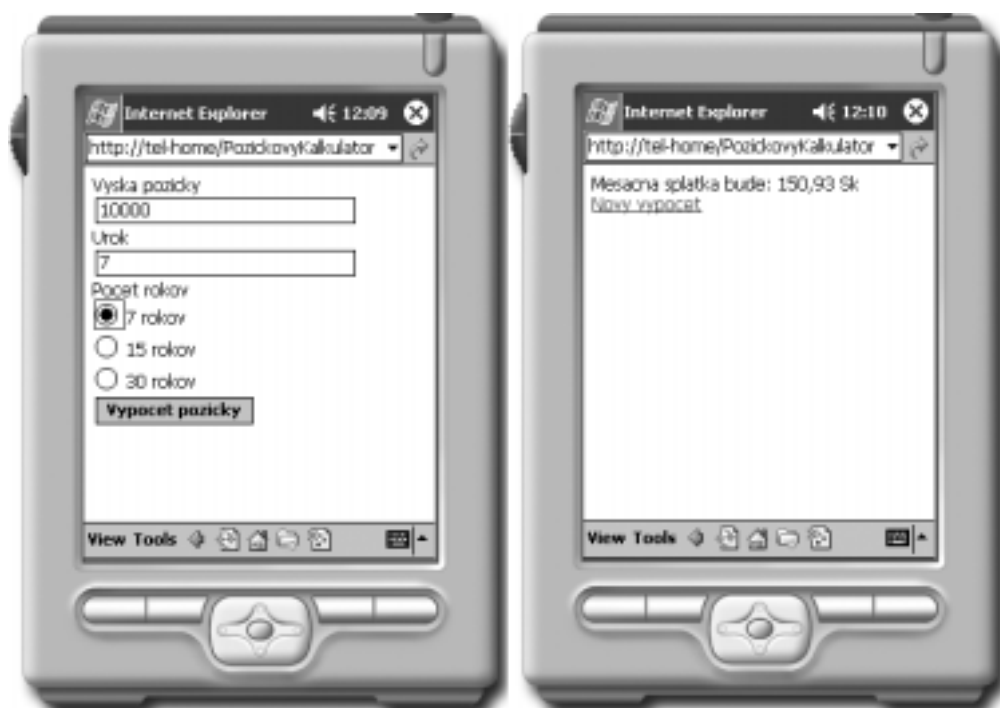 Internet Explorer 12:09
http://tel-home/PozickovyKalkulator
Vyska pozicky
10000
Urok
7
Pocet rokov
7 rokov
15 rokov
30 rokov
Vypocet pozicky
View Tools
Internet Explorer 12:10
http://tel-home/PozickovyKalkulator
Mesacna splatka bude: 150,93 Sk
Novy vypocet
View Tools